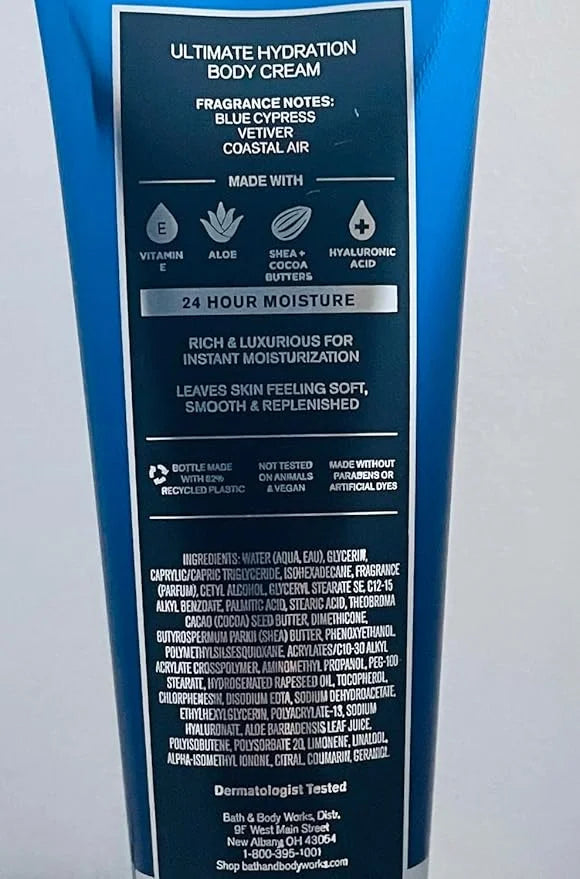 ULTIMATE HYDRATION
BODY CREAM
FRAGRANCE NOTES:
BLUE CYPRESS
VETIVER
COASTAL AIR
MADE WITH
E
VITAMIN
E
ALOE
SHEA +
COCOA
BUTTERS
HYALURONIC
ACID
24 HOUR MOISTURE
RICH & LUXURIOUS FOR
INSTANT MOISTURIZATION
LEAVES SKIN FEELING SOFT,
SMOOTH & REPLENISHED
BOTTLE MADE
WITH 82%
RECYCLED PLASTIC
NOT TESTED
ON ANIMALS
& VEGAN
MADE WITHOUT
PARABENS OR
ARTIFICIAL DYES
INGREDIENTS: WATER (AQUA, EAU), GLYCERIN,
CAPRYLIC/CAPRIC TRIGLYCERIDE, ISOHEXADECANE, FRAGRANCE
(PARFUM), CETYL ALCOHOL, GLYCERYL STEARATE SE, C12-15
ALKYL BENZOATE, PALMITIC ACID, STEARIC ACID, THEOBROMA
CACAO (COCOA) SEED BUTTER, DIMETHICONE,
BUTYROSPERMUM PARKII (SHEA) BUTTER, PHENOXYETHANOL,
POLYMETHYLSILSESQUIOXANE, ACRYLATES/C10-30 ALKYL
ACRYLATE CROSSPOLYMER, AMINOMETHYL PROPANOL, PEG-100
STEARATE, HYDROGENATED RAPESEED OIL, TOCOPHEROL,
CHLORPHENESIN, DISODIUM EDTA, SODIUM DEHYDROACETATE,
ETHYLHEXYLGLYCERIN, POLYACRYLATE-13, SODIUM
HYALURONATE, ALOE BARBADENSIS LEAF JUICE,
POLYISOBUTENE, POLYSORBATE 20, LIMONENE, LINALOOL,
ALPHA-ISOMETHYL IONONE, CITRAL, COUMARIN, GERANIOL.
Dermatologist Tested
Bath & Body Works, Distr.
9F West Main Street
New Albany, OH 43054
1-800-395-1001
Shop bathandbodyworks.com